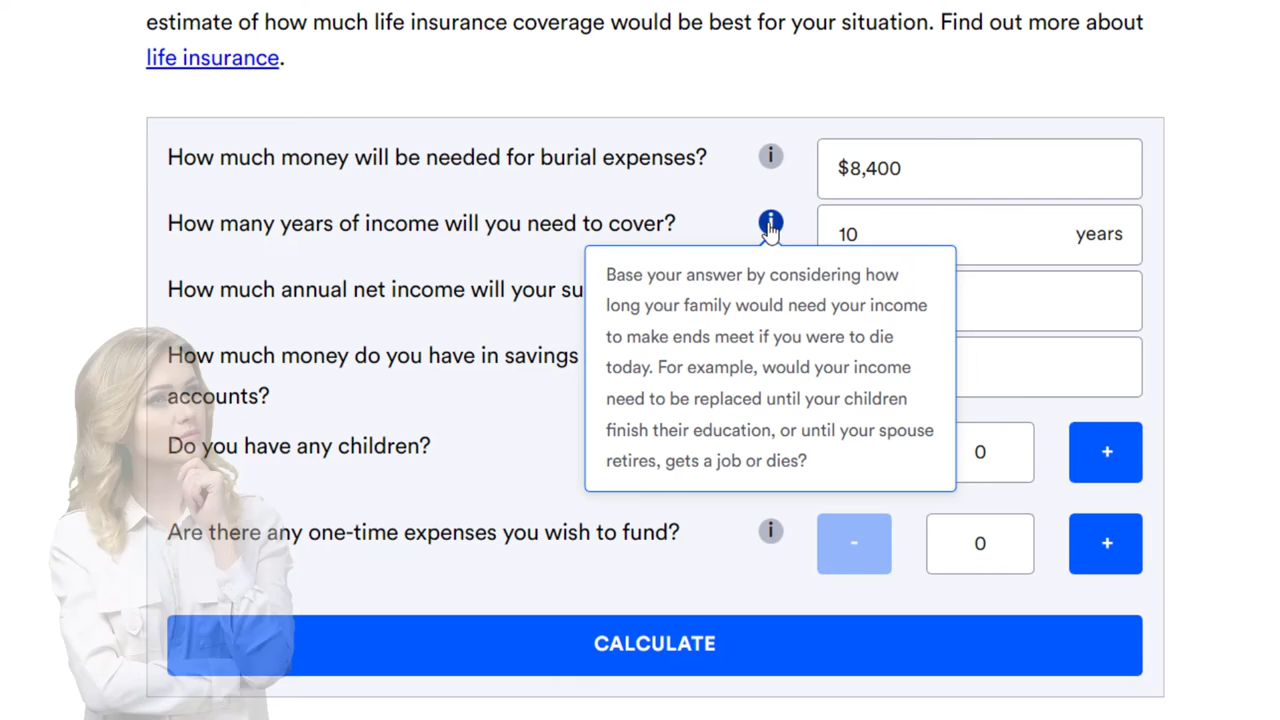 estimate of how much life insurance coverage would be best for your situation. Find out more about
life insurance.
How much money will be needed for burial expenses?
i
$8,400
How many years of income will you need to cover?
i
10
years
Base your answer by considering how
long your family would need your income
to make ends meet if you were to die
today. For example, would your income
need to be replaced until your children
finish their education, or until your spouse
retires, gets a job or dies?
How much annual net income will your su
How much money do you have in savings
accounts?
Do you have any children?
0
+
Are there any one-time expenses you wish to fund?
i
-
0
+
CALCULATE